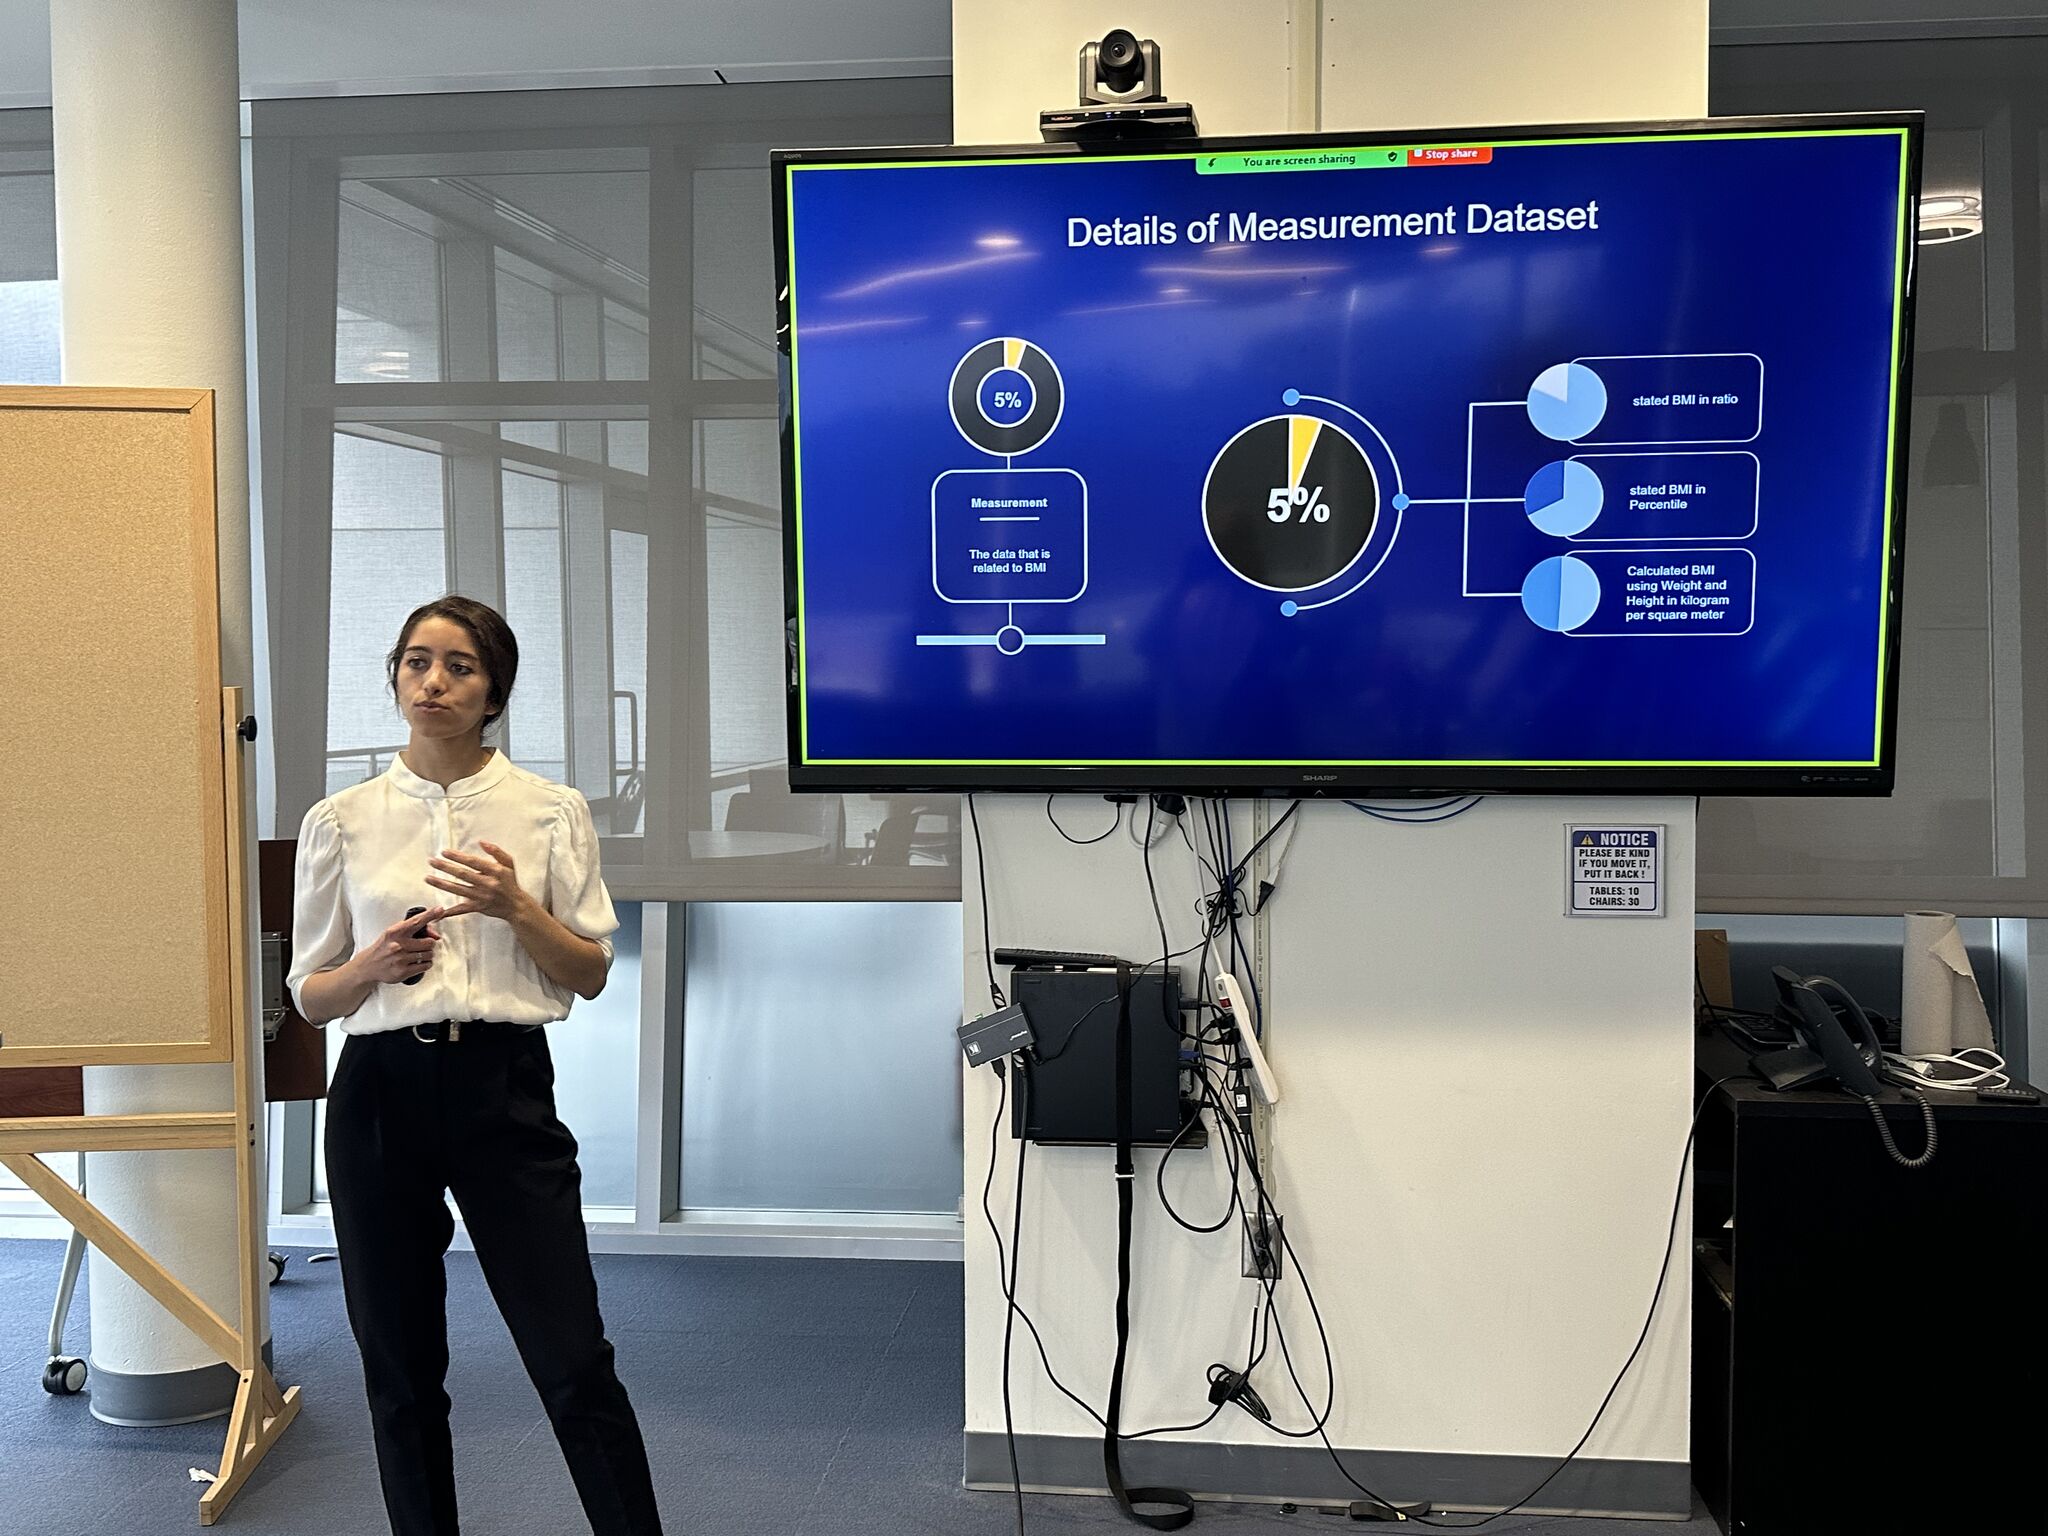 You are screen sharing
Stop share
Details of Measurement Dataset
5%
Measurement
The data that is
related to BMI
5%
stated BMI in ratio
stated BMI in
Percentile
Calculated BMI
using Weight and
Height in kilogram
per square meter
SHARP
NOTICE
PLEASE BE KIND
IF YOU MOVE IT,
PUT IT BACK!
TABLES: 10
CHAIRS: 30